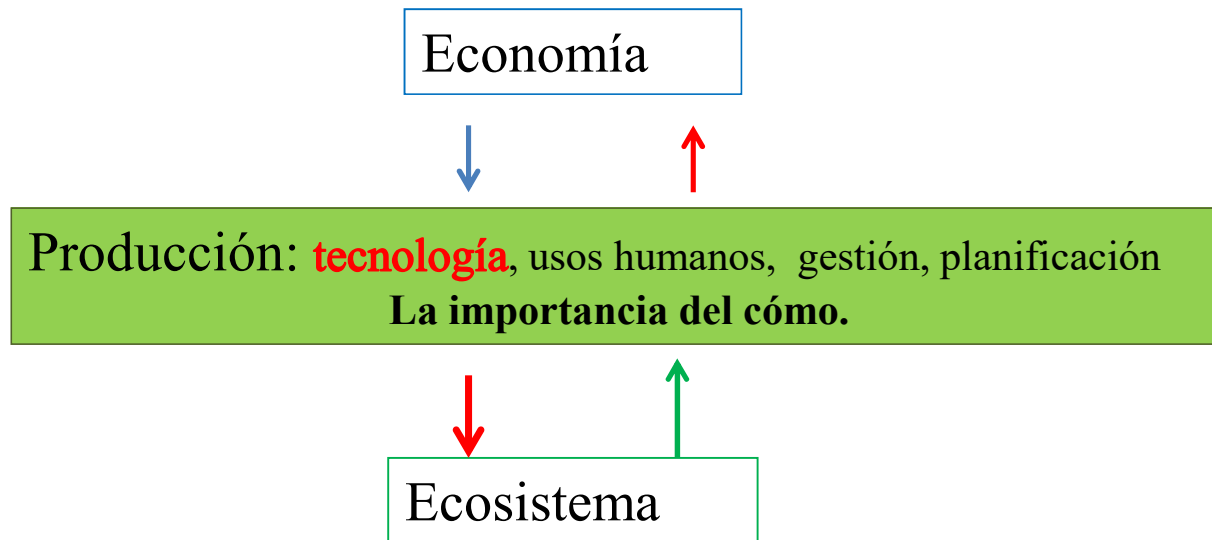 Economía
Producción: tecnología, usos humanos, gestión, planificación
La importancia del cómo.
Ecosistema